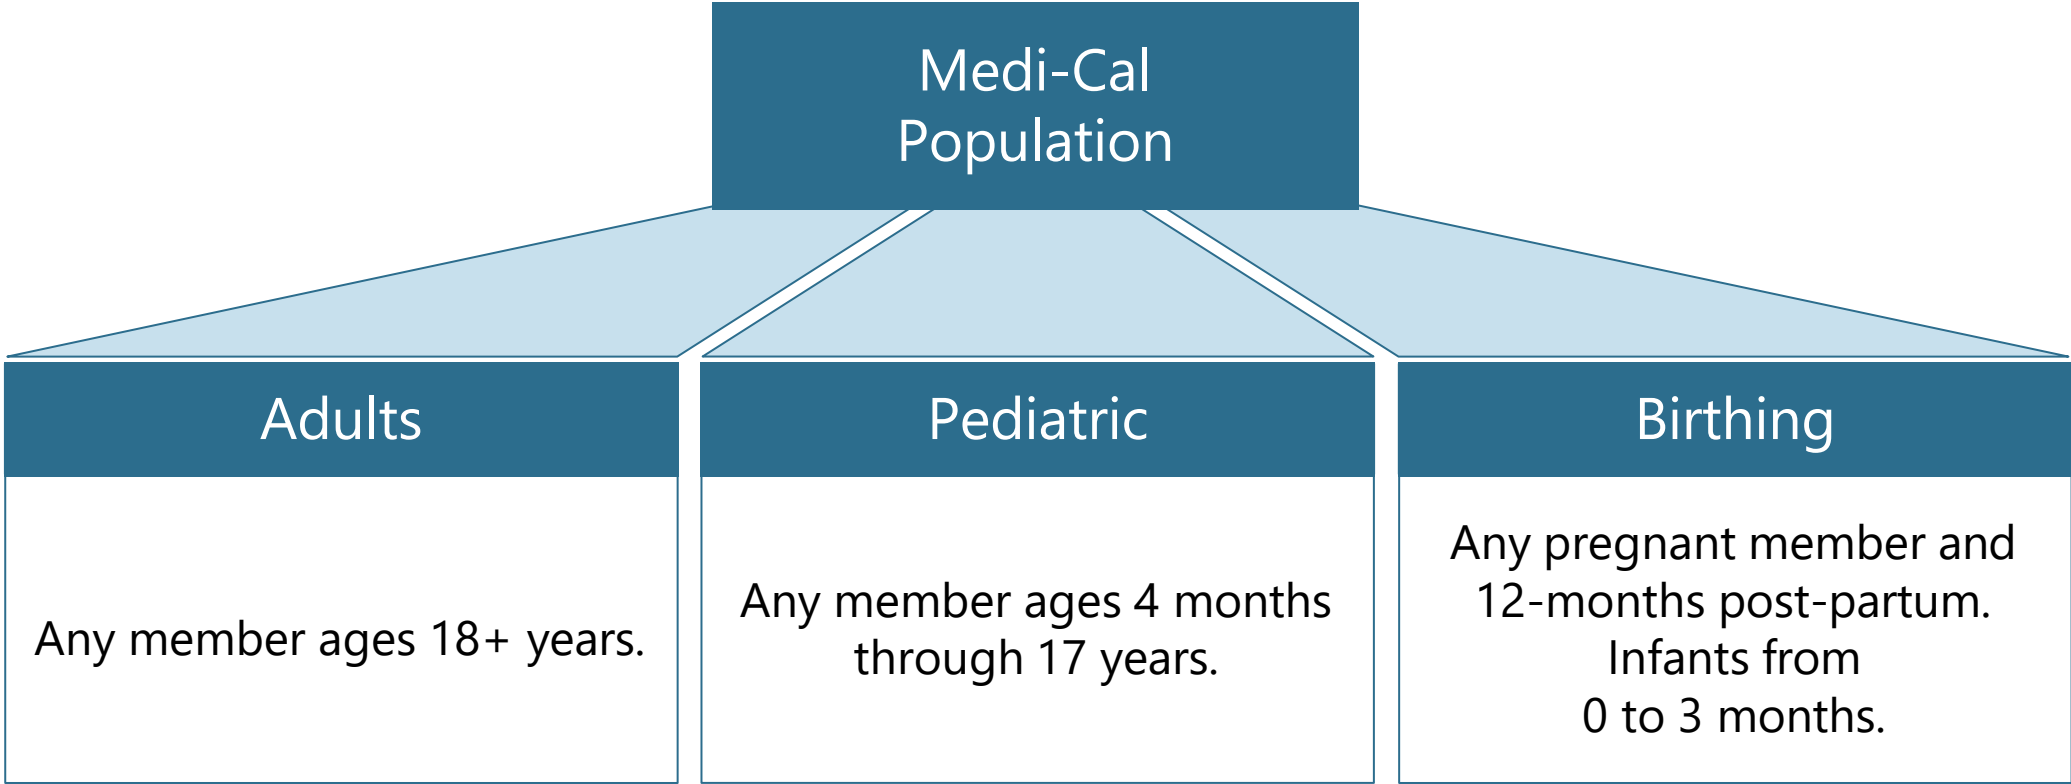 Medi-Cal
Population
Adults
Any member ages 18+ years.
Pediatric
Any member ages 4 months
through 17 years.
Birthing
Any pregnant member and
12-months post-partum.
Infants from
0 to 3 months.